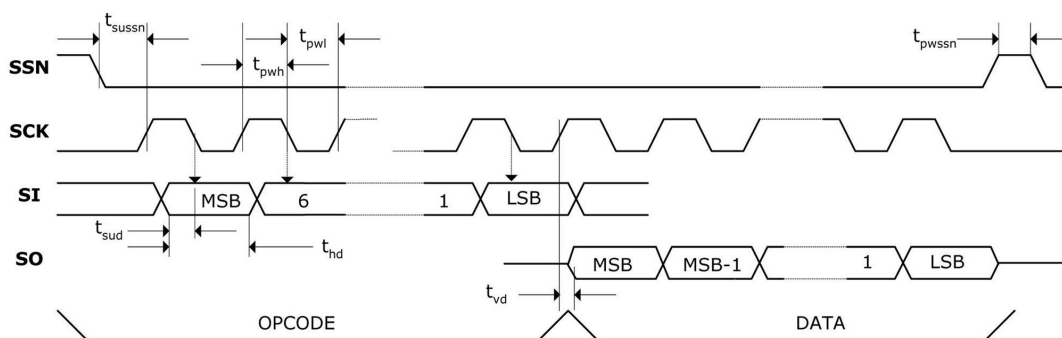 t_sussn
t_pwl
t_pwssn
SSN
t_pwh
SCK
SI MSB 6 1 LSB
t_sud
t_hd
SO MSB MSB-1 1 LSB
t_vd
OPCODE DATA